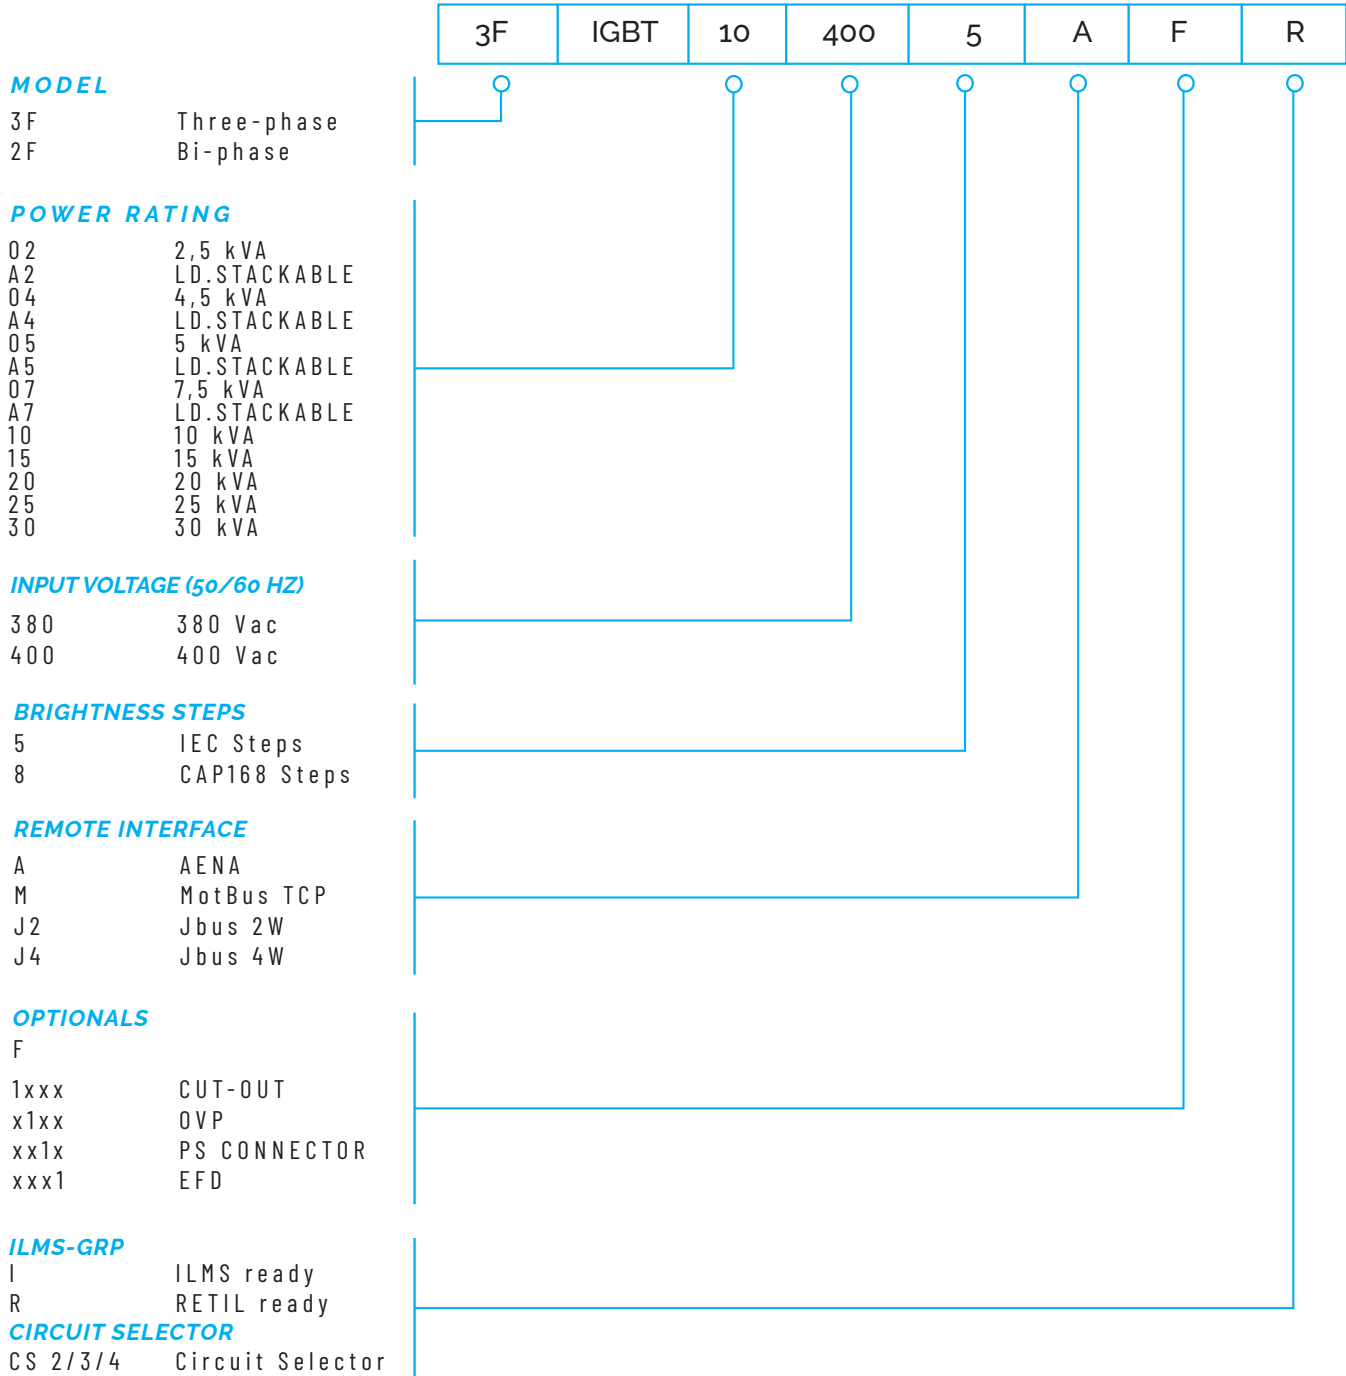 3F IGBT 10 400 5 A F R
MODEL
3F Three-phase
2F Bi-phase
POWER RATING
02 2,5 kVA
A2 LD.STACKABLE
04 4,5 kVA
A4 LD.STACKABLE
05 5 kVA
A5 LD.STACKABLE
07 7,5 kVA
A7 LD.STACKABLE
10 10 kVA
15 15 kVA
20 20 kVA
25 25 kVA
30 30 kVA
INPUT VOLTAGE (50/60 HZ)
380 380 Vac
400 400 Vac
BRIGHTNESS STEPS
5 IEC Steps
8 CAP168 Steps
REMOTE INTERFACE
A AENA
M MotBus TCP
J2 Jbus 2W
J4 Jbus 4W
OPTIONALS
F
1xxx CUT-OUT
x1xx OVP
xx1x PS CONNECTOR
xxx1 EFD
ILMS-GRP
I ILMS ready
R RETIL ready
CIRCUIT SELECTOR
CS 2/3/4 Circuit Selector